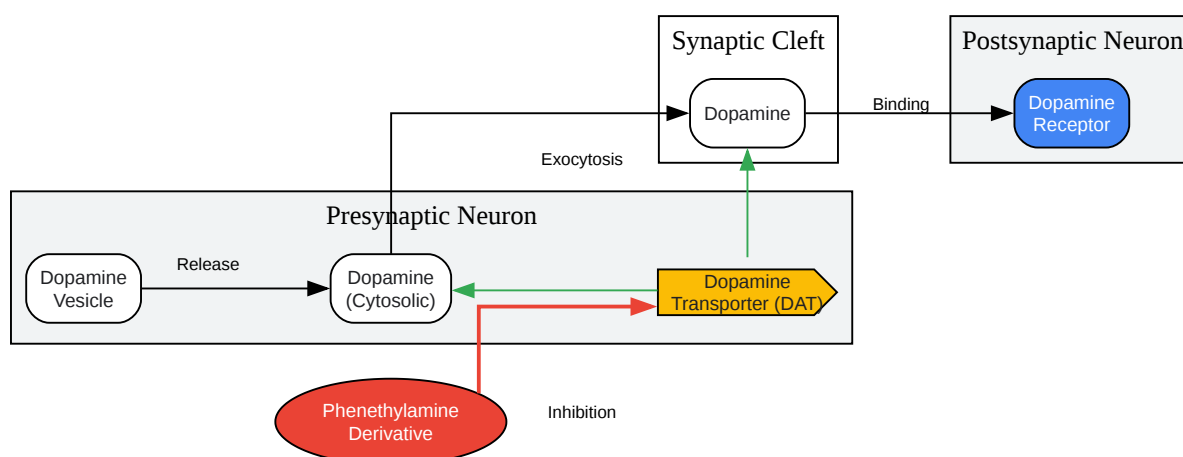 Synaptic Cleft
Postsynaptic Neuron
Dopamine
Binding
Dopamine
Receptor
Exocytosis
Presynaptic Neuron
Dopamine
Vesicle
Release
Dopamine
(Cytosolic)
Dopamine
Transporter (DAT)
Phenethylamine
Derivative
Inhibition